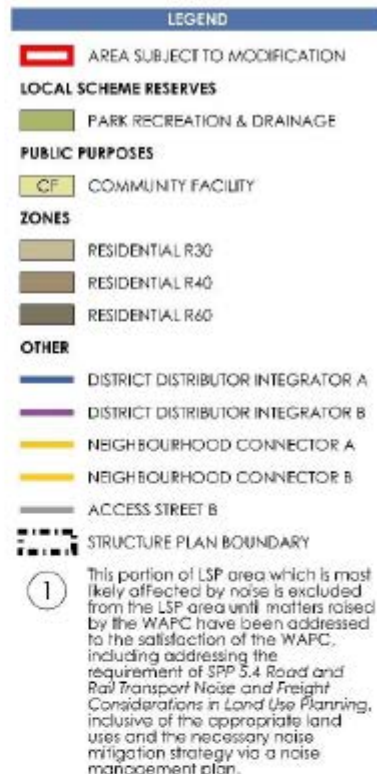 LEGEND
AREA SUBJECT TO MODIFICATION
LOCAL SCHEME RESERVES
PARK RECREATION & DRAINAGE
PUBLIC PURPOSES
CF COMMUNITY FACILITY
ZONES
RESIDENTIAL R30
RESIDENTIAL R40
RESIDENTIAL R60
OTHER
DISTRICT DISTRIBUTOR INTEGRATOR A
DISTRICT DISTRIBUTOR INTEGRATOR B
NEIGHBOURHOOD CONNECTOR A
NEIGHBOURHOOD CONNECTOR B
ACCESS STREET B
STRUCTURE PLAN BOUNDARY
1 This portion of LSP area which is most
likely affected by noise is excluded
from the LSP area until matters raised
by the WAPC have been addressed
to the satisfaction of the WAPC,
including addressing the
requirement of SPP 5.4 Road and
Rail Transport Noise and Freight
Considerations in Land Use Planning,
inclusive of the appropriate land
uses and the necessary noise
mitigation strategy via a noise
management plan.